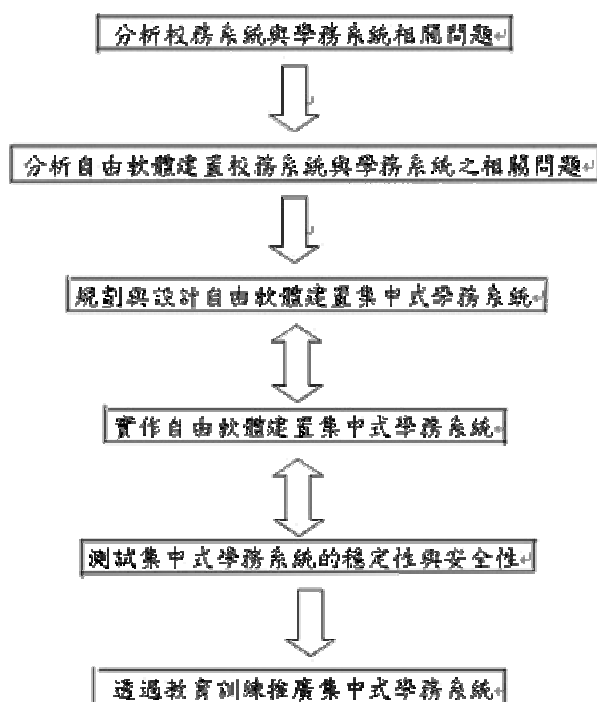 分析校務系統與學務系統相關問題
分析自由軟體建置校務系統與學務系統之相關問題
規劃與設計自由軟體建置集中式學務系統
實作自由軟體建置集中式學務系統
測試集中式學務系統的穩定性與安全性
透過教育訓練推廣集中式學務系統